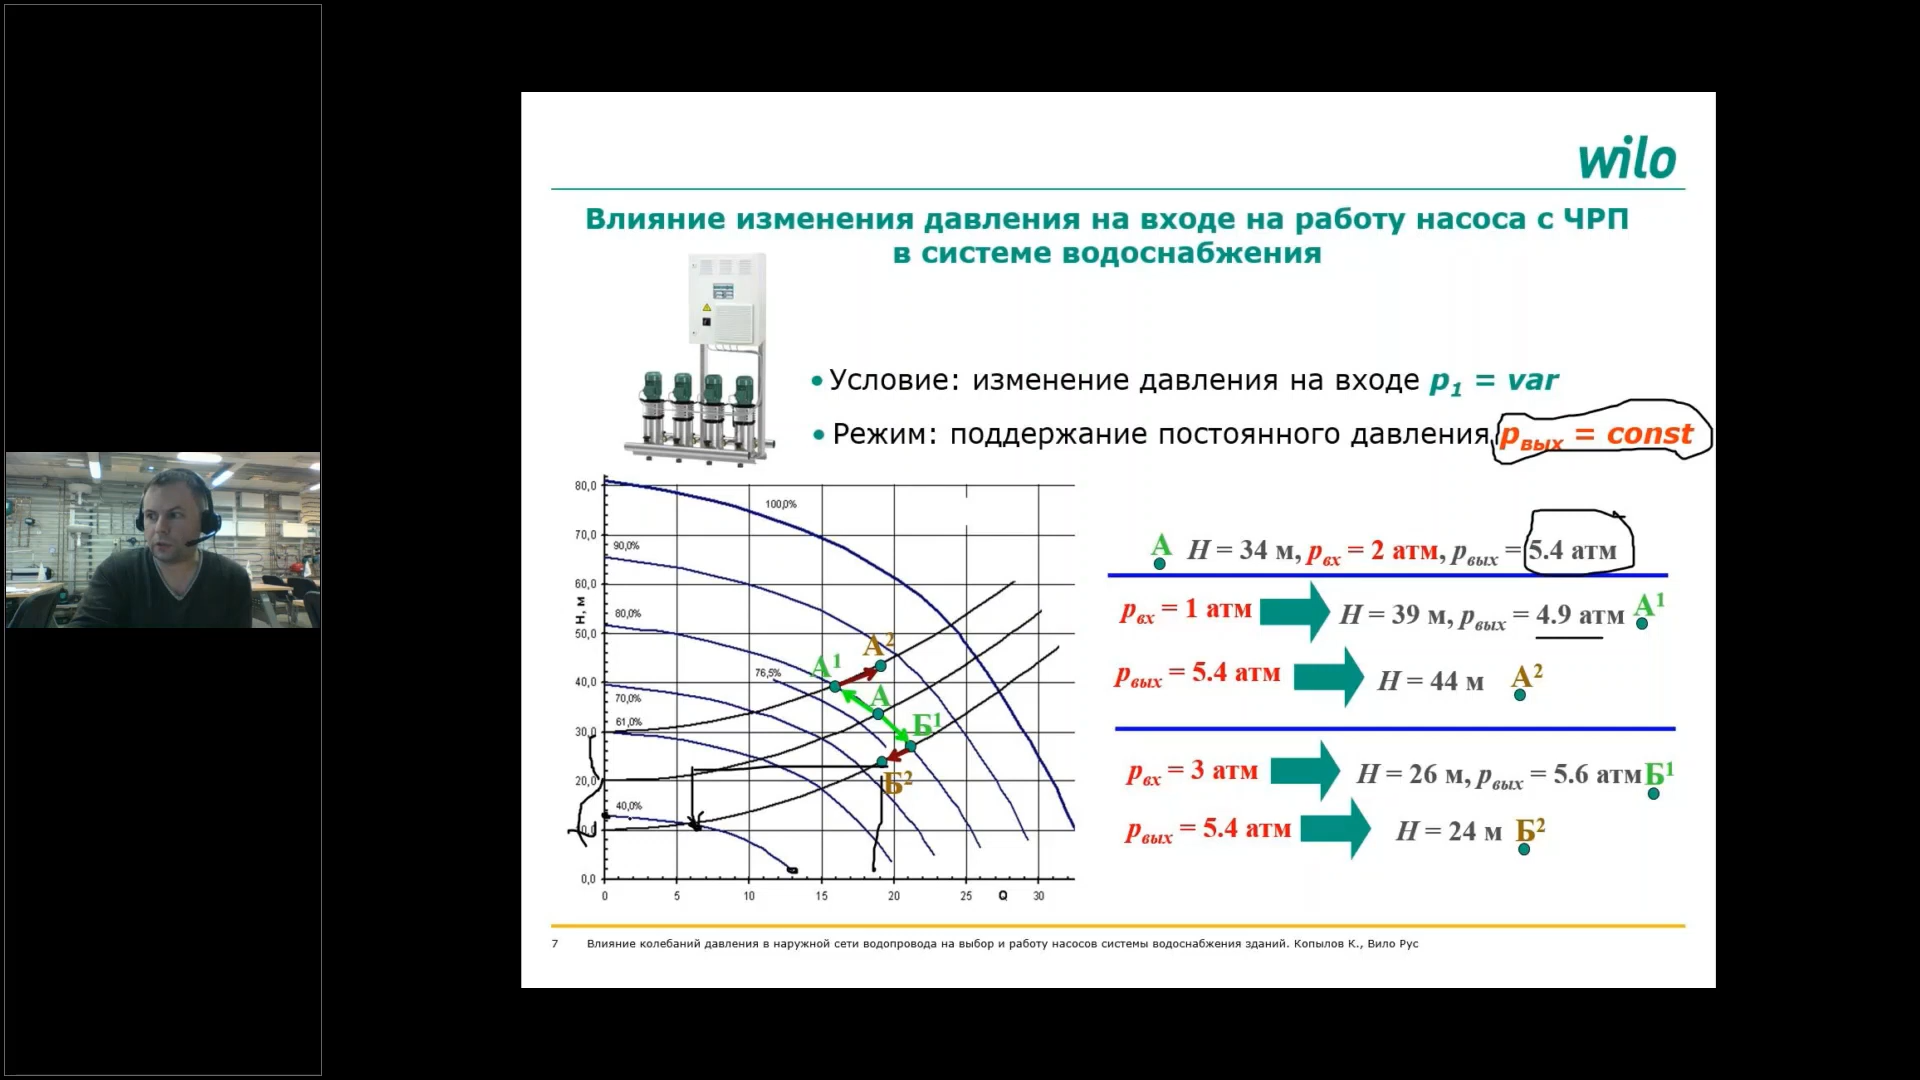 wilo
Влияние изменения давления на входе на работу насоса с ЧРП
в системе водоснабжения
• Условие: изменение давления на входе p₁ = var
• Режим: поддержание постоянного давления pвых = const
80,0
70,0
60,0
50,0
40,0
30,0
20,0
0,0
0,0
H, м
100,0%
90,0%
80,0%
76,5%
70,0%
61,0%
40,0%
А²
А¹
А
Б¹
Б²
0 5 10 15 20 25 Q 30
А H = 34 м, pвх = 2 атм, pвых = 5.4 атм
pвх = 1 атм H = 39 м, pвых = 4.9 атм А¹
pвых = 5.4 атм H = 44 м А²
pвх = 3 атм H = 26 м, pвых = 5.6 атм Б¹
pвых = 5.4 атм H = 24 м Б²
7 Влияние колебаний давления в наружной сети водопровода на выбор и работу насосов системы водоснабжения зданий. Копылов К., Вило Рус